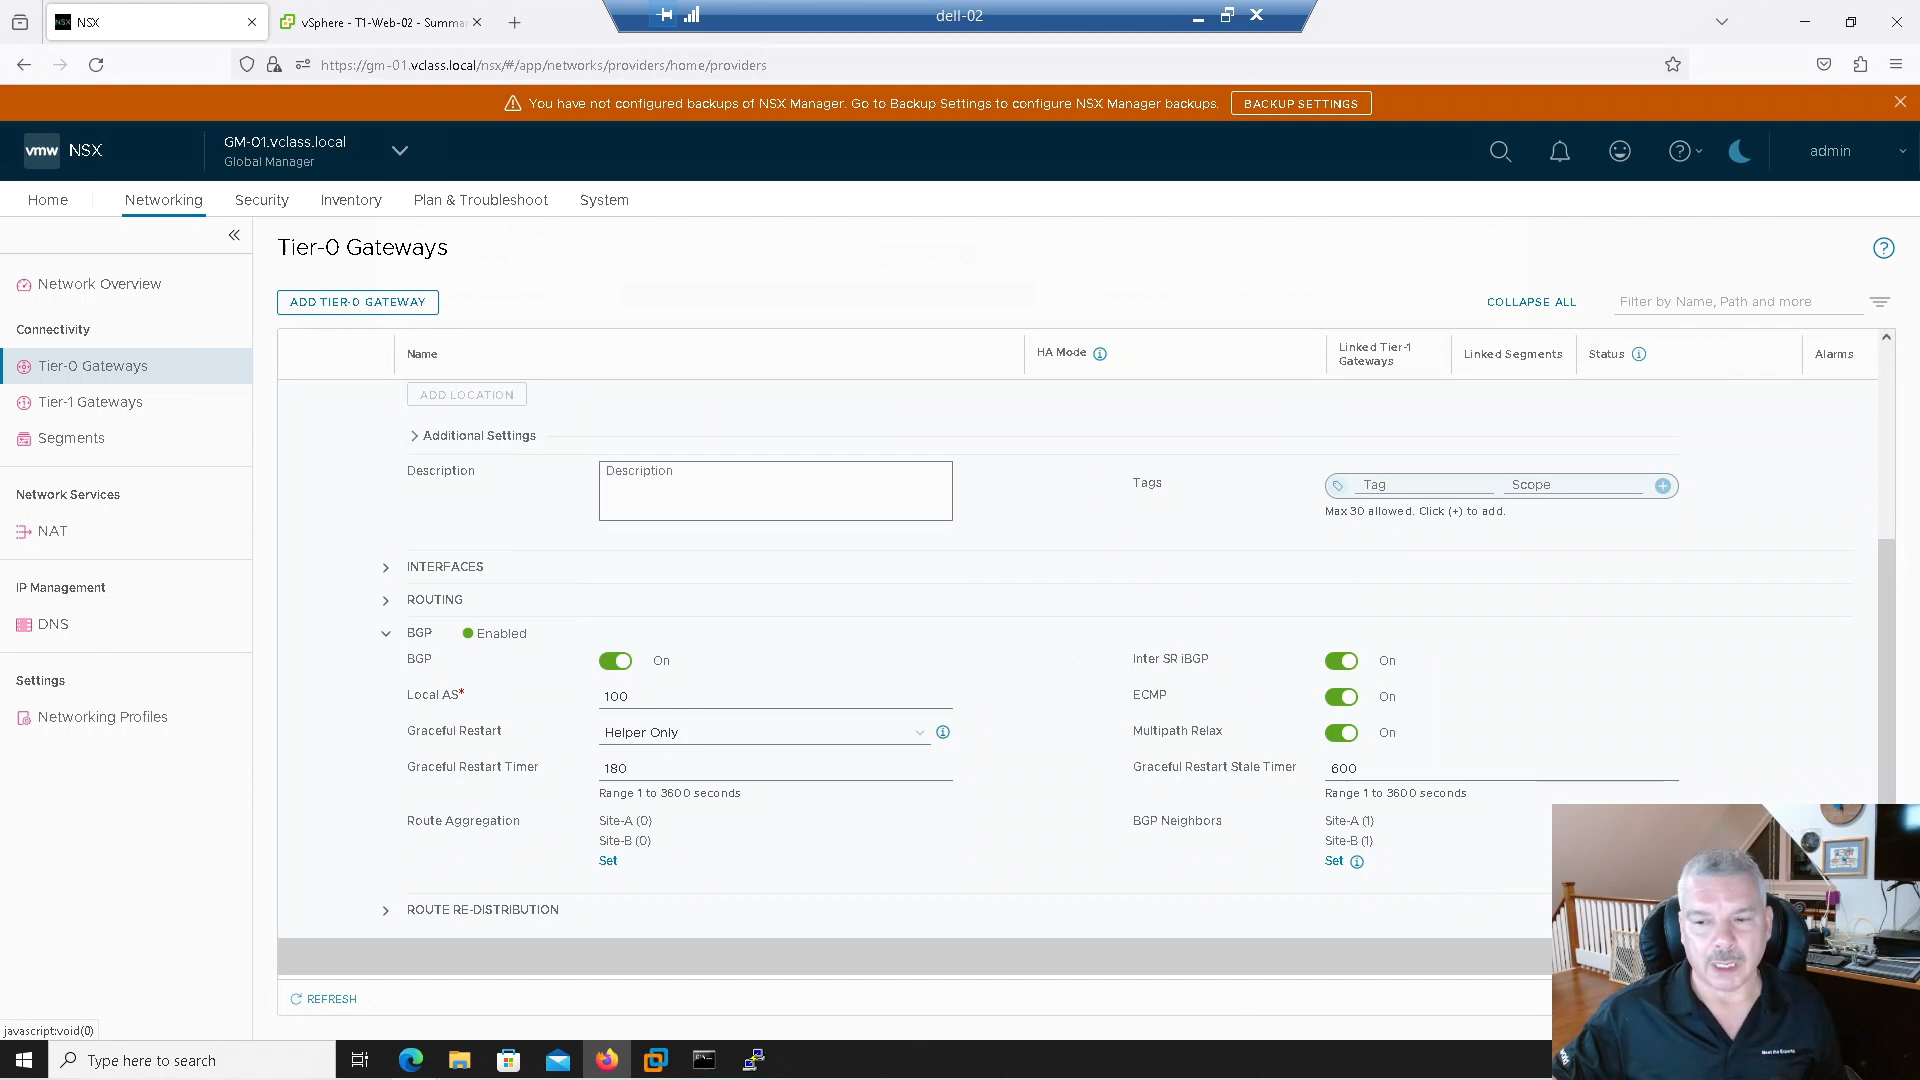 NSX
vSphere - T1-Web-02 - Summa
dell-02
https://gm-01.vclass.local/nsx/#/app/networks/providers/home/providers
You have not configured backups of NSX Manager. Go to Backup Settings to configure NSX Manager backups.
BACKUP SETTINGS
vmw NSX
GM-01.vclass.local
Global Manager
admin
Home
Networking
Security
Inventory
Plan & Troubleshoot
System
Network Overview
Connectivity
Tier-0 Gateways
Tier-1 Gateways
Segments
Network Services
NAT
IP Management
DNS
Settings
Networking Profiles
Tier-0 Gateways
ADD TIER-0 GATEWAY
COLLAPSE ALL
Filter by Name, Path and more
Name
HA Mode
Linked Tier-1
Gateways
Linked Segments
Status
Alarms
ADD LOCATION
Additional Settings
Description
Description
Tags
Tag
Scope
Max 30 allowed. Click (+) to add.
INTERFACES
ROUTING
BGP Enabled
BGP On
Inter SR iBGP On
Local AS* 100
ECMP On
Graceful Restart Helper Only
Multipath Relax On
Graceful Restart Timer 180
Range 1 to 3600 seconds
Graceful Restart Stale Timer 600
Range 1 to 3600 seconds
Route Aggregation Site-A (0)
Site-B (0)
Set
BGP Neighbors Site-A (1)
Site-B (1)
Set
ROUTE RE-DISTRIBUTION
REFRESH
javascript:void(0)
Type here to search